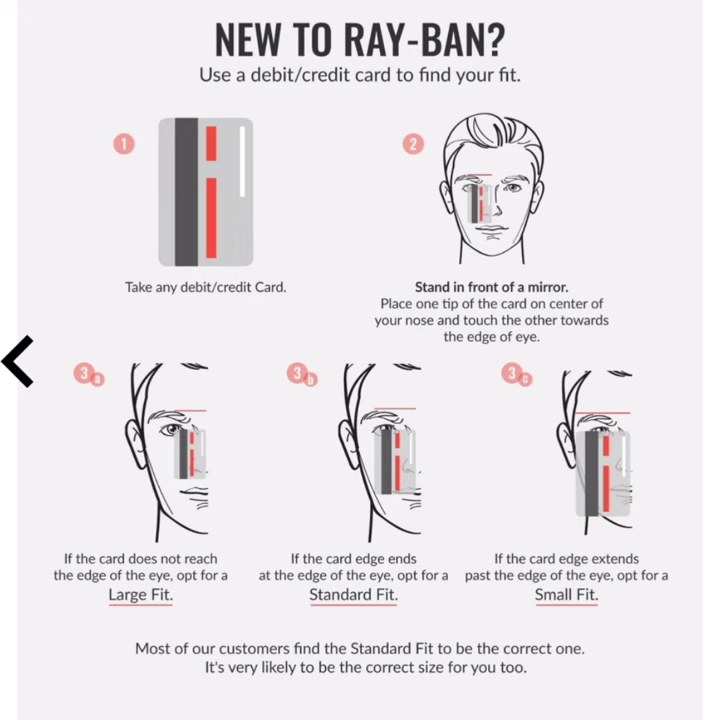 NEW TO RAY-BAN?
Use a debit/credit card to find your fit.
1
Take any debit/credit Card.
2
Stand in front of a mirror.
Place one tip of the card on center of
your nose and touch the other towards
the edge of eye.
3 a
If the card does not reach
the edge of the eye, opt for a
Large Fit.
3 b
If the card edge ends
at the edge of the eye, opt for a
Standard Fit.
3 c
If the card edge extends
past the edge of the eye, opt for a
Small Fit.
Most of our customers find the Standard Fit to be the correct one.
It's very likely to be the correct size for you too.